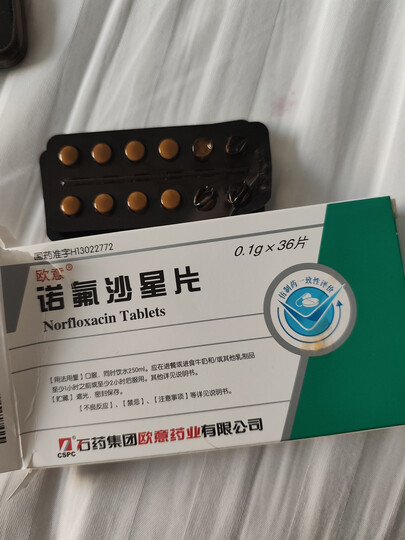 国药准字H13022772
欧意®
诺氟沙星片
Norfloxacin Tablets
0.1g×36片
仿制药一致性评价
【用法用量】口服，同时饮水250ml。应在进餐或进食牛奶和/或其他乳制品
至少1小时之前或至少2小时后服用。其他详见说明书。
【贮藏】遮光，密封保存。
【不良反应】、【禁忌】、【注意事项】等详见说明书。
CSPC
石药集团欧意药业有限公司